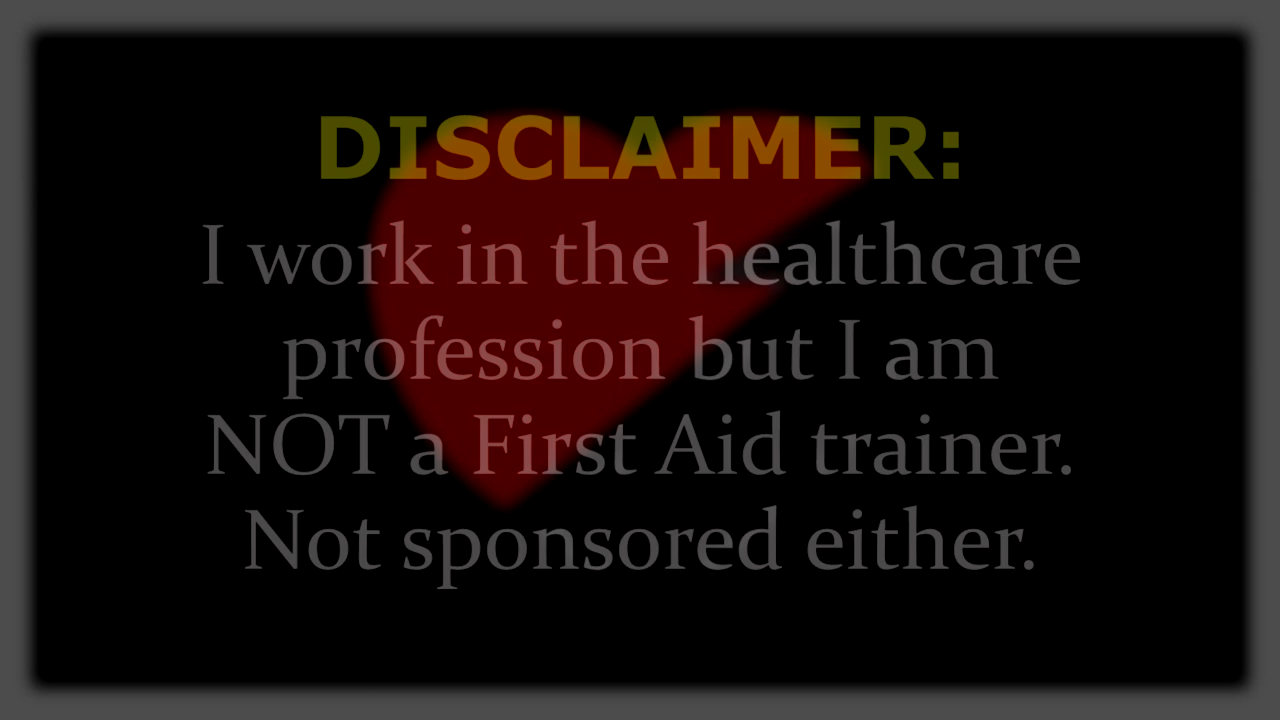 DISCLAIMER:
I work in the healthcare
profession but I am
NOT a First Aid trainer.
Not sponsored either.